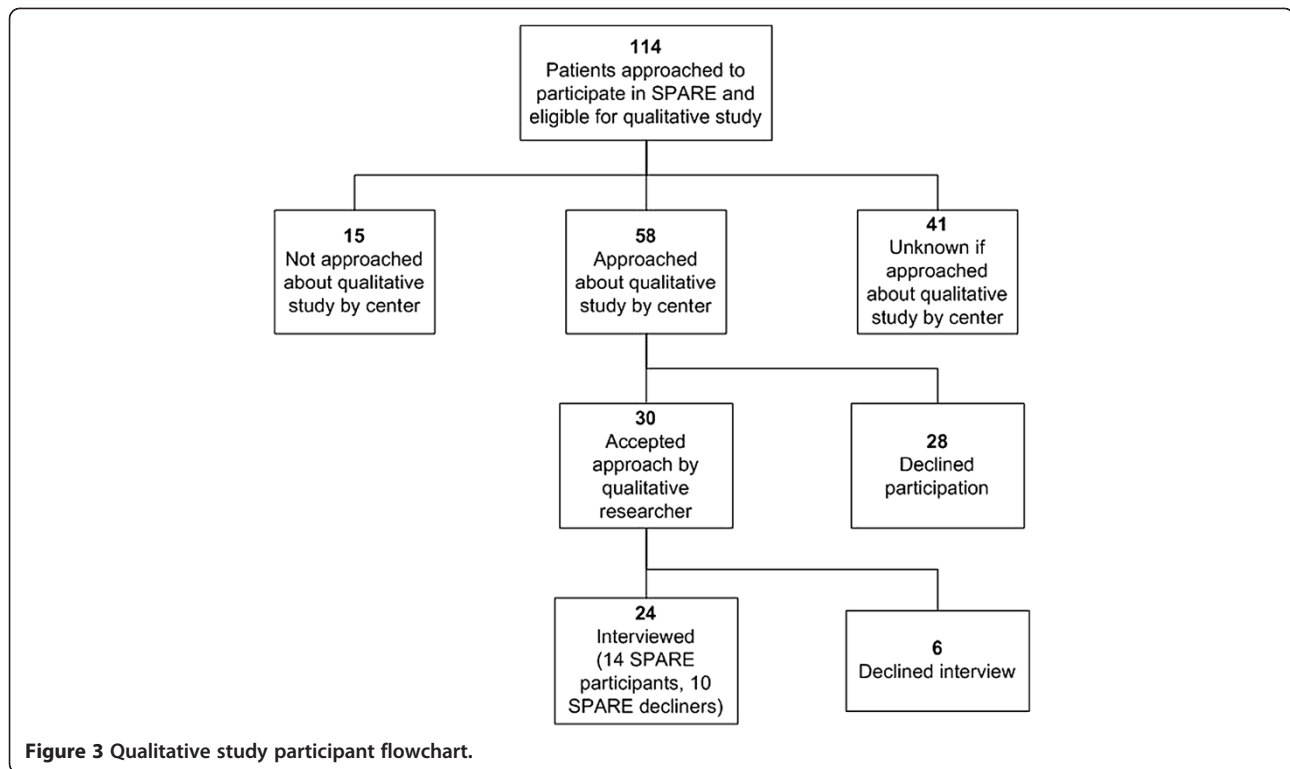 114
Patients approached to
participate in SPARE and
eligible for qualitative study
15
Not approached
about qualitative
study by center
58
Approached
about qualitative
study by center
41
Unknown if
approached
about qualitative
study by center
30
Accepted
approach by
qualitative
researcher
28
Declined
participation
24
Interviewed
(14 SPARE
participants, 10
SPARE decliners)
6
Declined interview
Figure 3 Qualitative study participant flowchart.